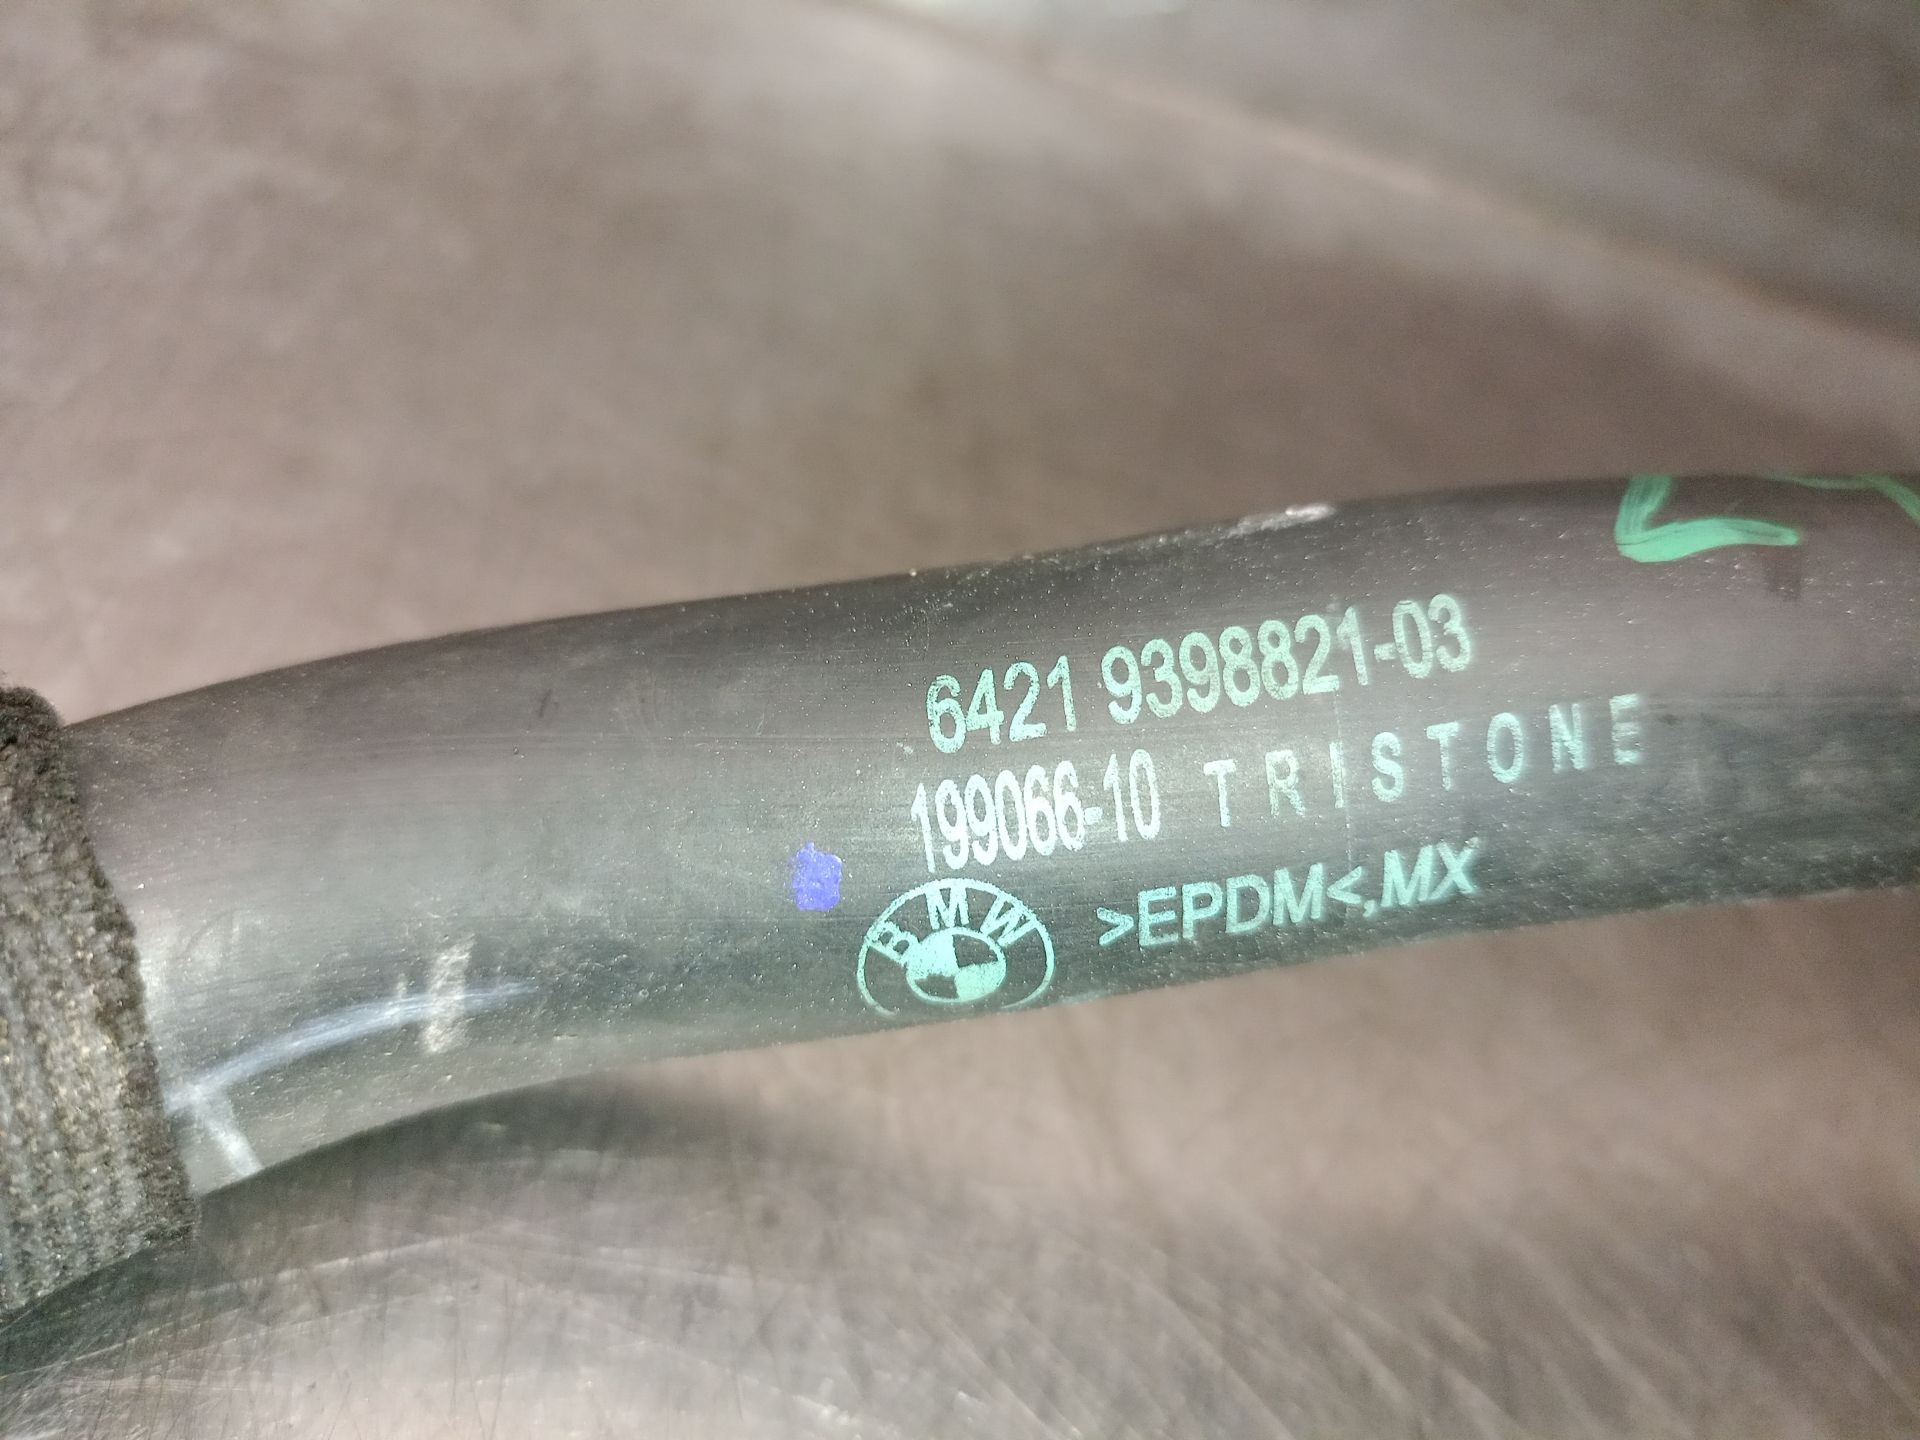 6421 9398821-03
199066-10 TRISTONE
BMW >EPDM<,MX